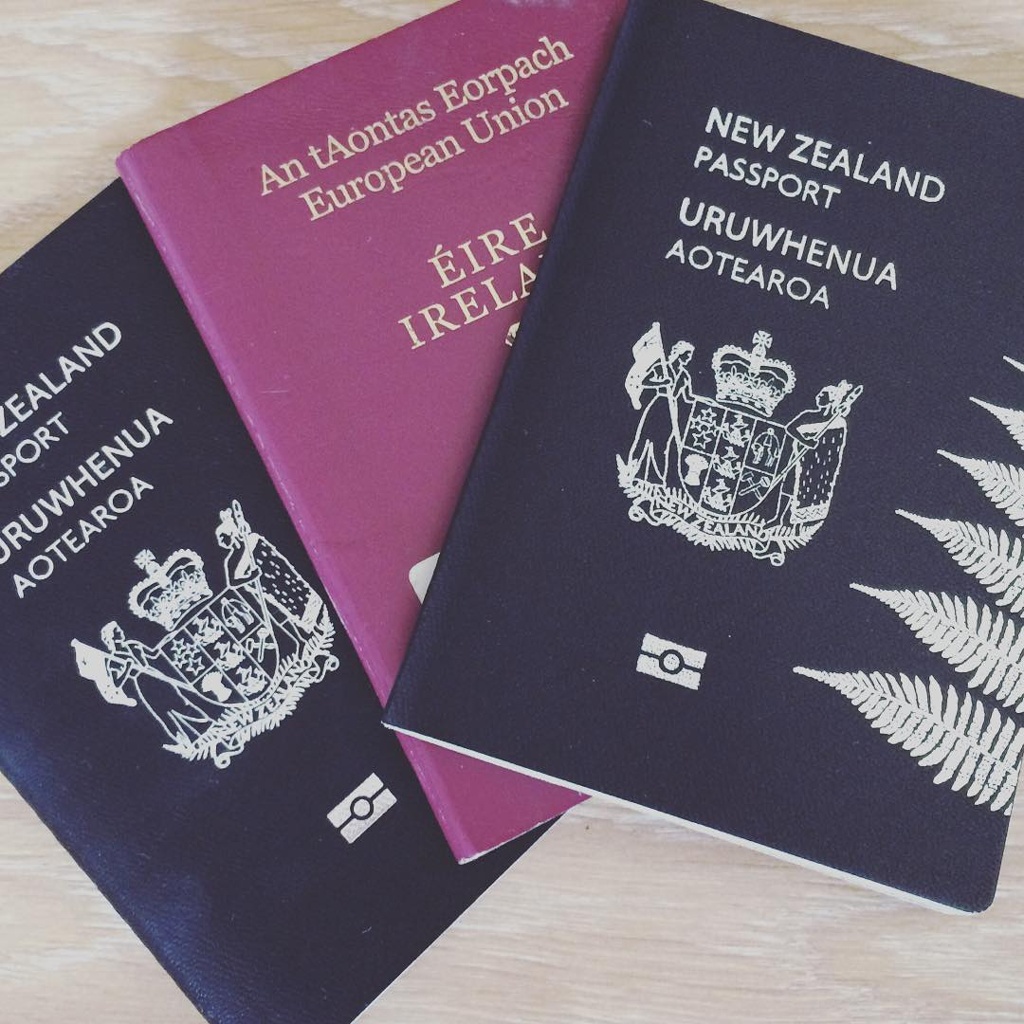 An tAontas Eorpach
European Union
ÉIRE
IRELA
NEW ZEALAND
PASSPORT
URUWHENUA
AOTEAROA
NEW ZEALAND
ZEALAND
SPORT
URUWHENUA
AOTEAROA
NEW ZEALAND